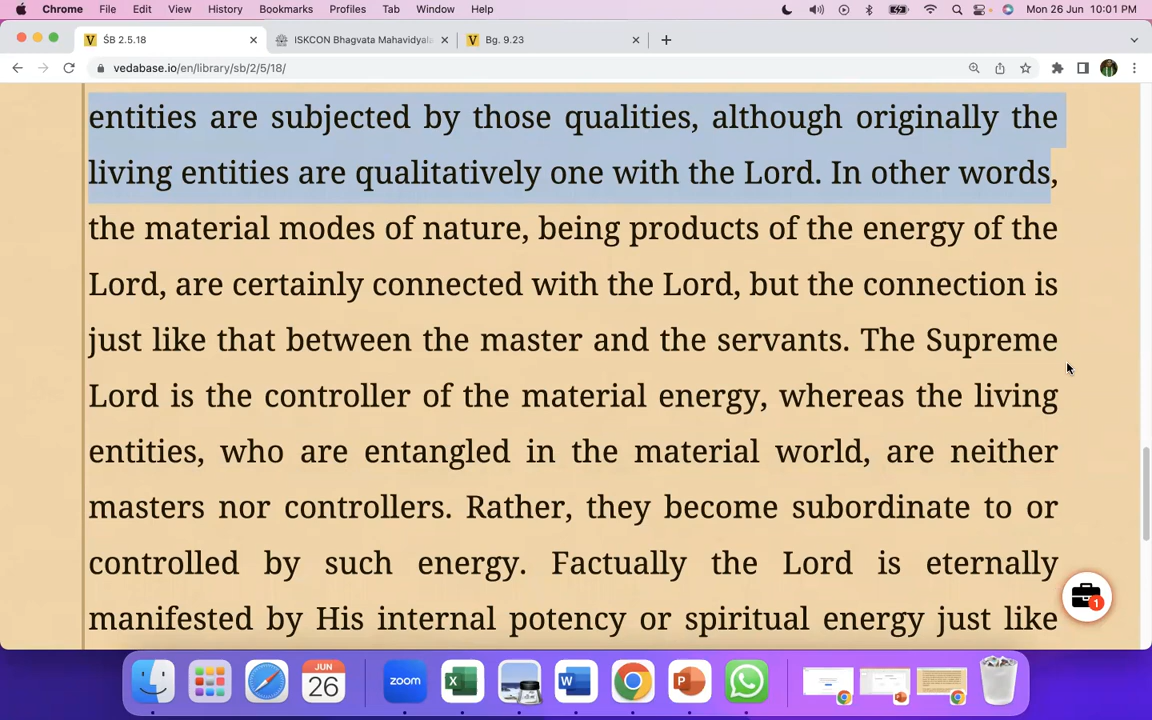 Chrome File Edit View History Bookmarks Profiles Tab Window Help Mon 26 Jun 10:01 PM
ŚB 2.5.18 ISKCON Bhagvata Mahavidyala Bg. 9.23
vedabase.io/en/library/sb/2/5/18/
entities are subjected by those qualities, although originally the
living entities are qualitatively one with the Lord. In other words,
the material modes of nature, being products of the energy of the
Lord, are certainly connected with the Lord, but the connection is
just like that between the master and the servants. The Supreme
Lord is the controller of the material energy, whereas the living
entities, who are entangled in the material world, are neither
masters nor controllers. Rather, they become subordinate to or
controlled by such energy. Factually the Lord is eternally
manifested by His internal potency or spiritual energy just like
1
JUN
26
zoom
X
W
P